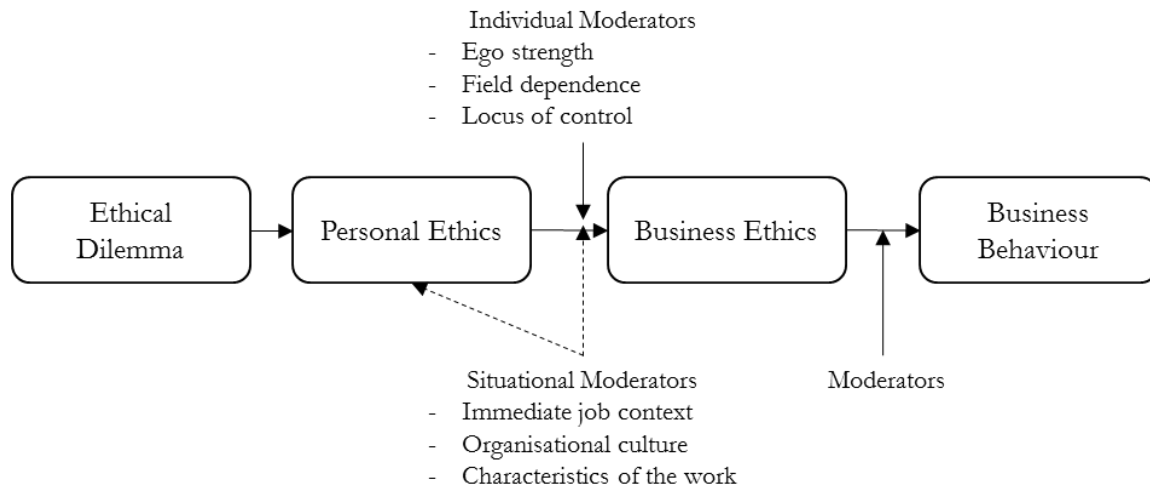 Individual Moderators
- Ego strength
- Field dependence
- Locus of control
Ethical
Dilemma
Personal Ethics
Business Ethics
Business
Behaviour
Situational Moderators
- Immediate job context
- Organisational culture
- Characteristics of the work
Moderators